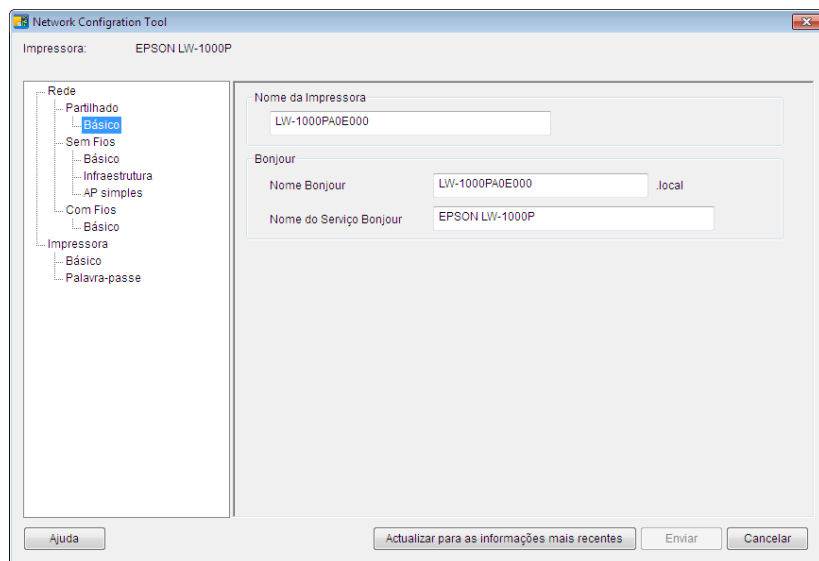 Network Configration Tool
Impressora: EPSON LW-1000P
Rede
Partilhado
Básico
Sem Fios
Básico
Infraestrutura
AP simples
Com Fios
Básico
Impressora
Básico
Palavra-passe
Nome da Impressora
LW-1000PA0E000
Bonjour
Nome Bonjour LW-1000PA0E000 .local
Nome do Serviço Bonjour EPSON LW-1000P
Ajuda Actualizar para as informações mais recentes Enviar Cancelar